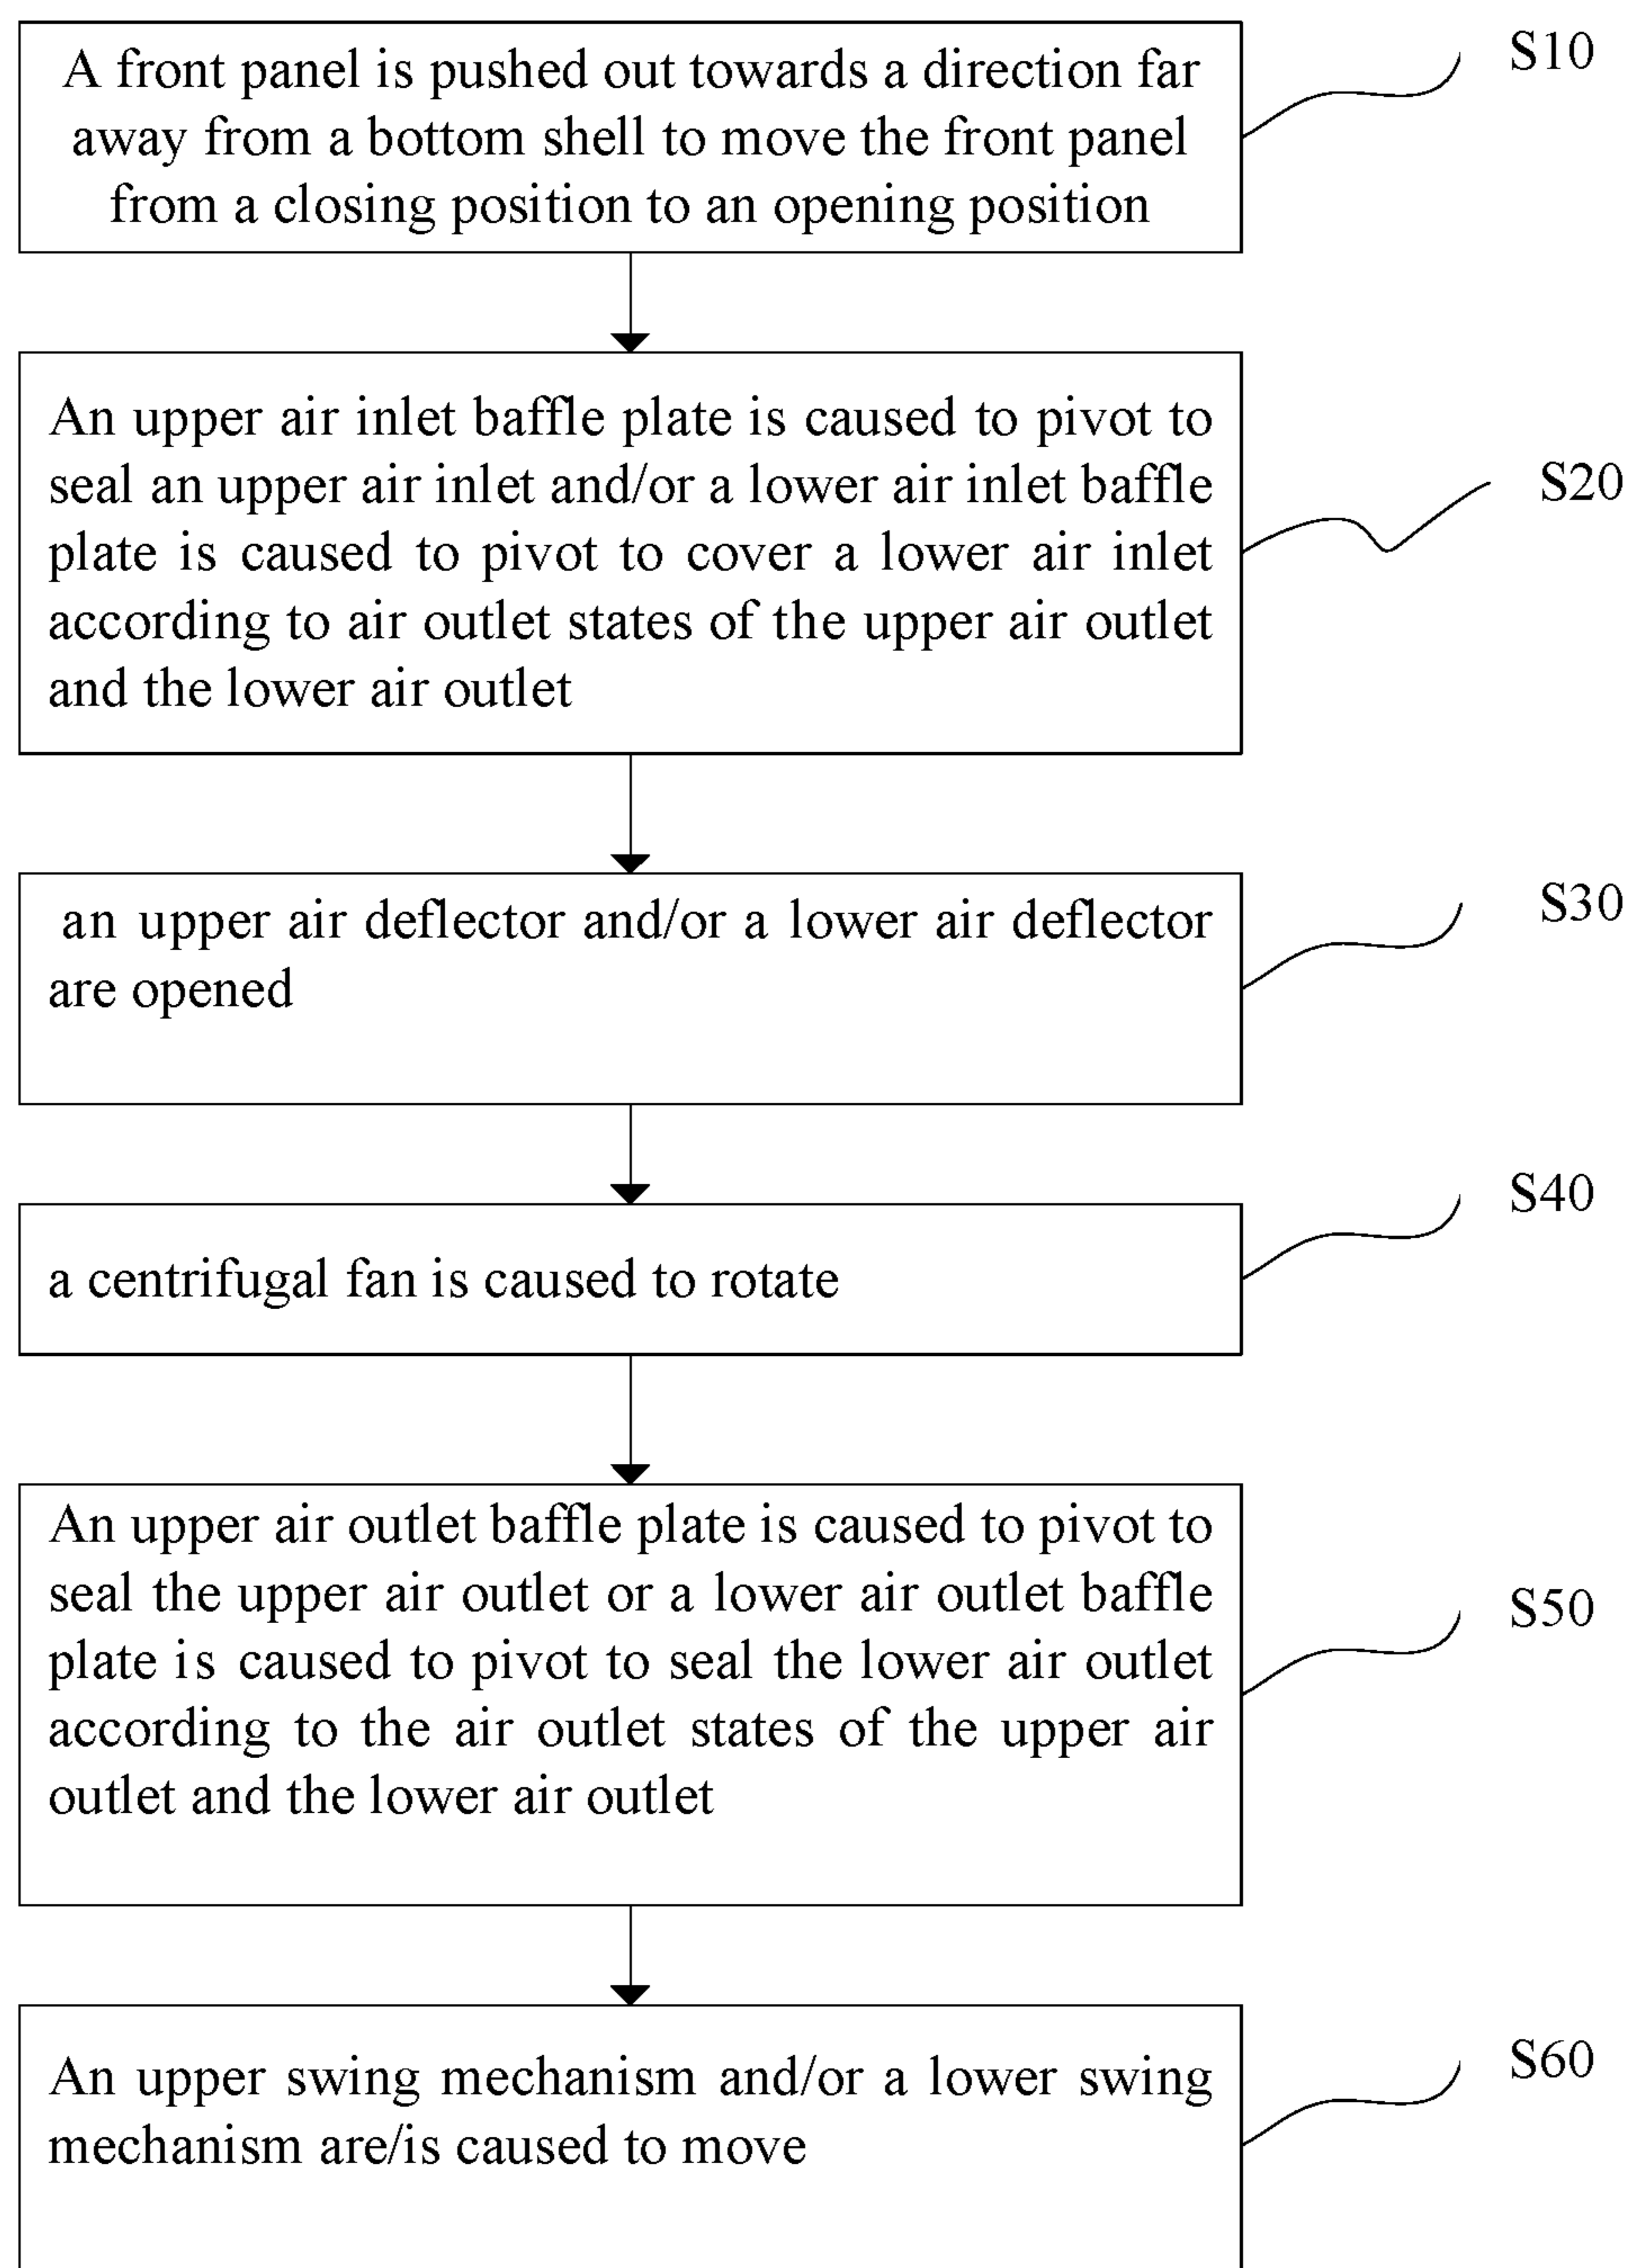 A front panel is pushed out towards a direction far
away from a bottom shell to move the front panel
from a closing position to an opening position
S10
An upper air inlet baffle plate is caused to pivot to
seal an upper air inlet and/or a lower air inlet baffle
plate is caused to pivot to cover a lower air inlet
according to air outlet states of the upper air outlet
and the lower air outlet
S20
an upper air deflector and/or a lower air deflector
are opened
S30
a centrifugal fan is caused to rotate
S40
An upper air outlet baffle plate is caused to pivot to
seal the upper air outlet or a lower air outlet baffle
plate is caused to pivot to seal the lower air outlet
according to the air outlet states of the upper air
outlet and the lower air outlet
S50
An upper swing mechanism and/or a lower swing
mechanism are/is caused to move
S60